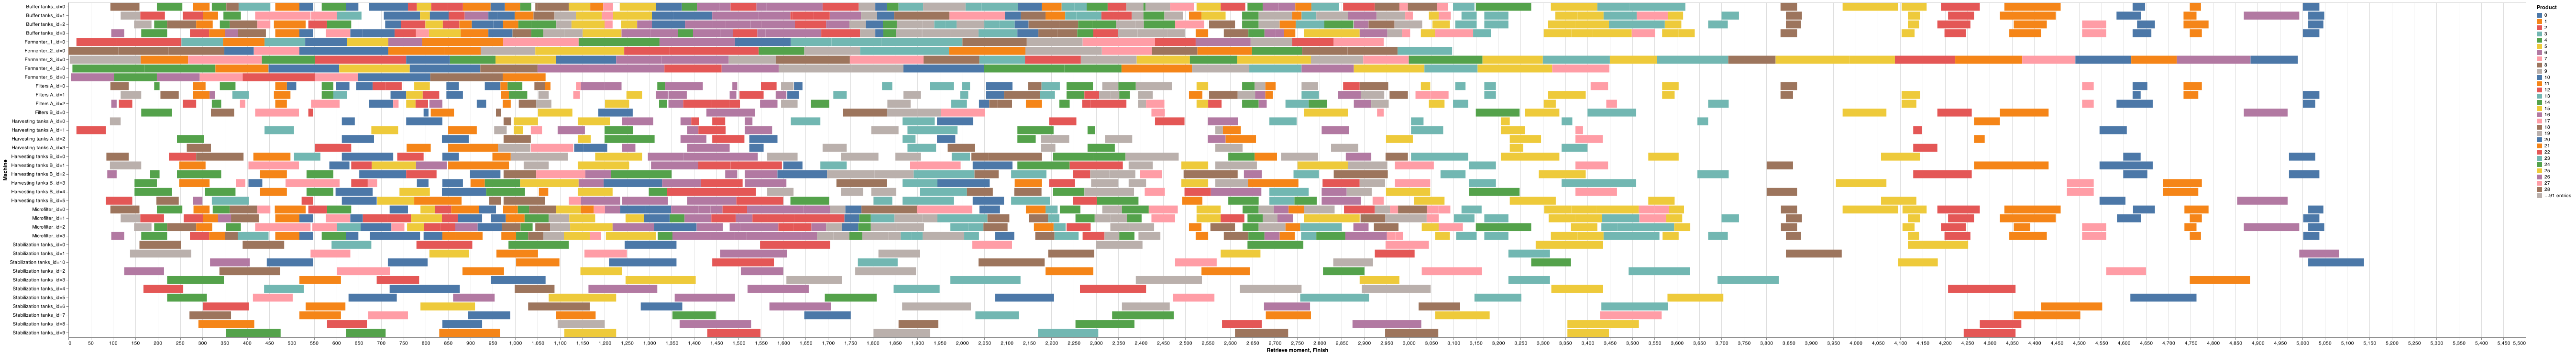 Product
0
1
2
3
4
5
6
7
8
9
10
11
12
13
14
15
16
17
18
19
20
21
22
23
24
25
26
27
28
...91 entries
Machine
Buffer tanks_id=0
Buffer tanks_id=1
Buffer tanks_id=2
Buffer tanks_id=3
Fermenter_1_id=0
Fermenter_2_id=0
Fermenter_3_id=0
Fermenter_4_id=0
Fermenter_5_id=0
Filters A_id=0
Filters A_id=1
Filters A_id=2
Filters B_id=0
Harvesting tanks A_id=0
Harvesting tanks A_id=1
Harvesting tanks A_id=2
Harvesting tanks A_id=3
Harvesting tanks B_id=0
Harvesting tanks B_id=1
Harvesting tanks B_id=2
Harvesting tanks B_id=3
Harvesting tanks B_id=4
Harvesting tanks B_id=5
Microfilter_id=0
Microfilter_id=1
Microfilter_id=2
Microfilter_id=3
Stabilization tanks_id=0
Stabilization tanks_id=1
Stabilization tanks_id=10
Stabilization tanks_id=2
Stabilization tanks_id=3
Stabilization tanks_id=4
Stabilization tanks_id=5
Stabilization tanks_id=6
Stabilization tanks_id=7
Stabilization tanks_id=8
Stabilization tanks_id=9
0 50 100 150 200 250 300 350 400 450 500 550 600 650 700 750 800 850 900 950 1,000 1,050 1,100 1,150 1,200 1,250 1,300 1,350 1,400 1,450 1,500 1,550 1,600 1,650 1,700 1,750 1,800 1,850 1,900 1,950 2,000 2,050 2,100 2,150 2,200 2,250 2,300 2,350 2,400 2,450 2,500 2,550 2,600 2,650 2,700 2,750 2,800 2,850 2,900 2,950 3,000 3,050 3,100 3,150 3,200 3,250 3,300 3,350 3,400 3,450 3,500 3,550 3,600 3,650 3,700 3,750 3,800 3,850 3,900 3,950 4,000 4,050 4,100 4,150 4,200 4,250 4,300 4,350 4,400 4,450 4,500 4,550 4,600 4,650 4,700 4,750 4,800 4,850 4,900 4,950 5,000 5,050 5,100 5,150 5,200 5,250 5,300 5,350 5,400 5,450 5,500
Retrieve moment, Finish